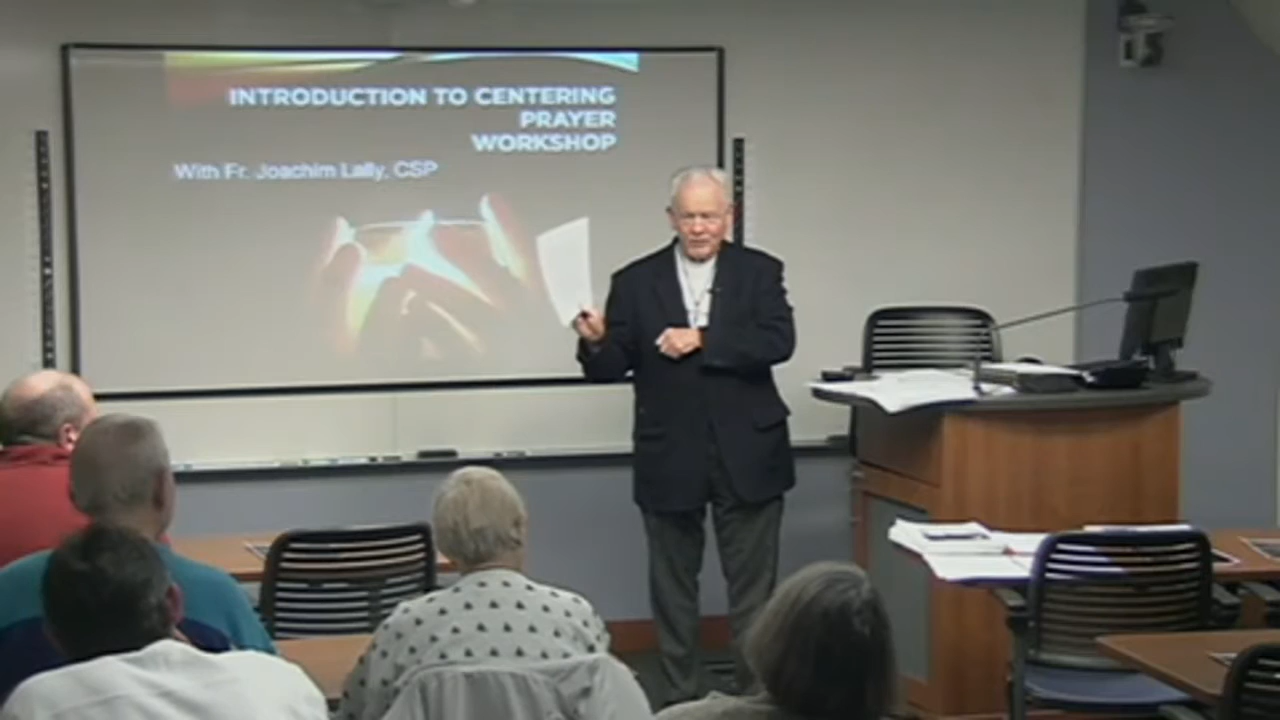 INTRODUCTION TO CENTERING
PRAYER
WORKSHOP
With Fr. Joachim Lally, CSP